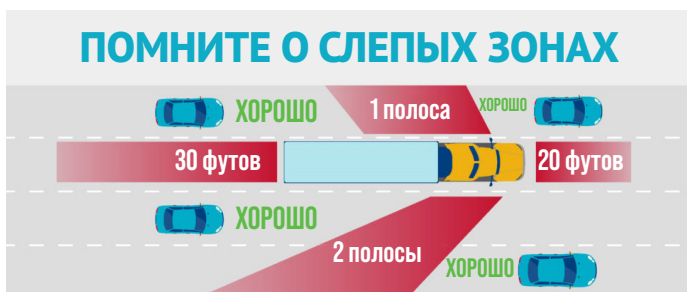 ПОМНИТЕ О СЛЕПЫХ ЗОНАХ
ХОРОШО
1 полоса
ХОРОШО
30 футов
20 футов
ХОРОШО
2 полосы
ХОРОШО